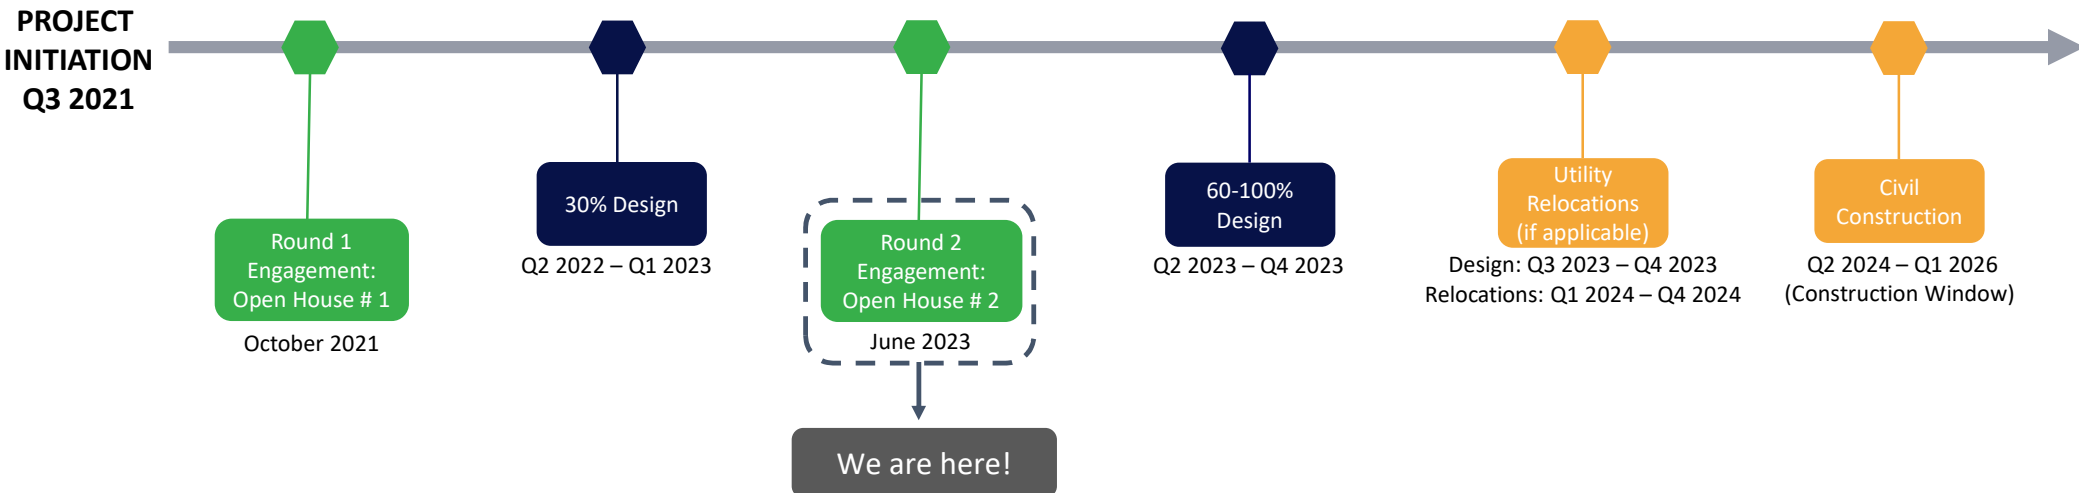 PROJECT
INITIATION
Q3 2021
Round 1
Engagement:
Open House # 1
October 2021
30% Design
Q2 2022 – Q1 2023
Round 2
Engagement:
Open House # 2
June 2023
We are here!
60-100%
Design
Q2 2023 – Q4 2023
Utility
Relocations
(if applicable)
Design: Q3 2023 – Q4 2023
Relocations: Q1 2024 – Q4 2024
Civil
Construction
Q2 2024 – Q1 2026
(Construction Window)